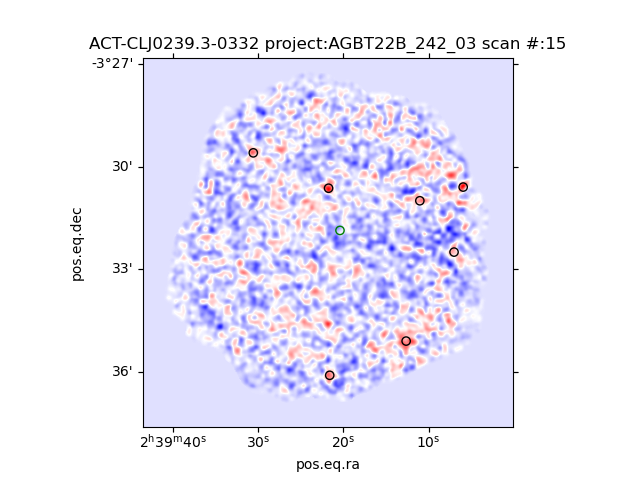 ACT-CLJ0239.3-0332 project:AGBT22B_242_03 scan #:15
-3°27'
30'
33'
36'
pos.eq.dec
2ʰ39ᵐ40ˢ 30ˢ 20ˢ 10ˢ
pos.eq.ra